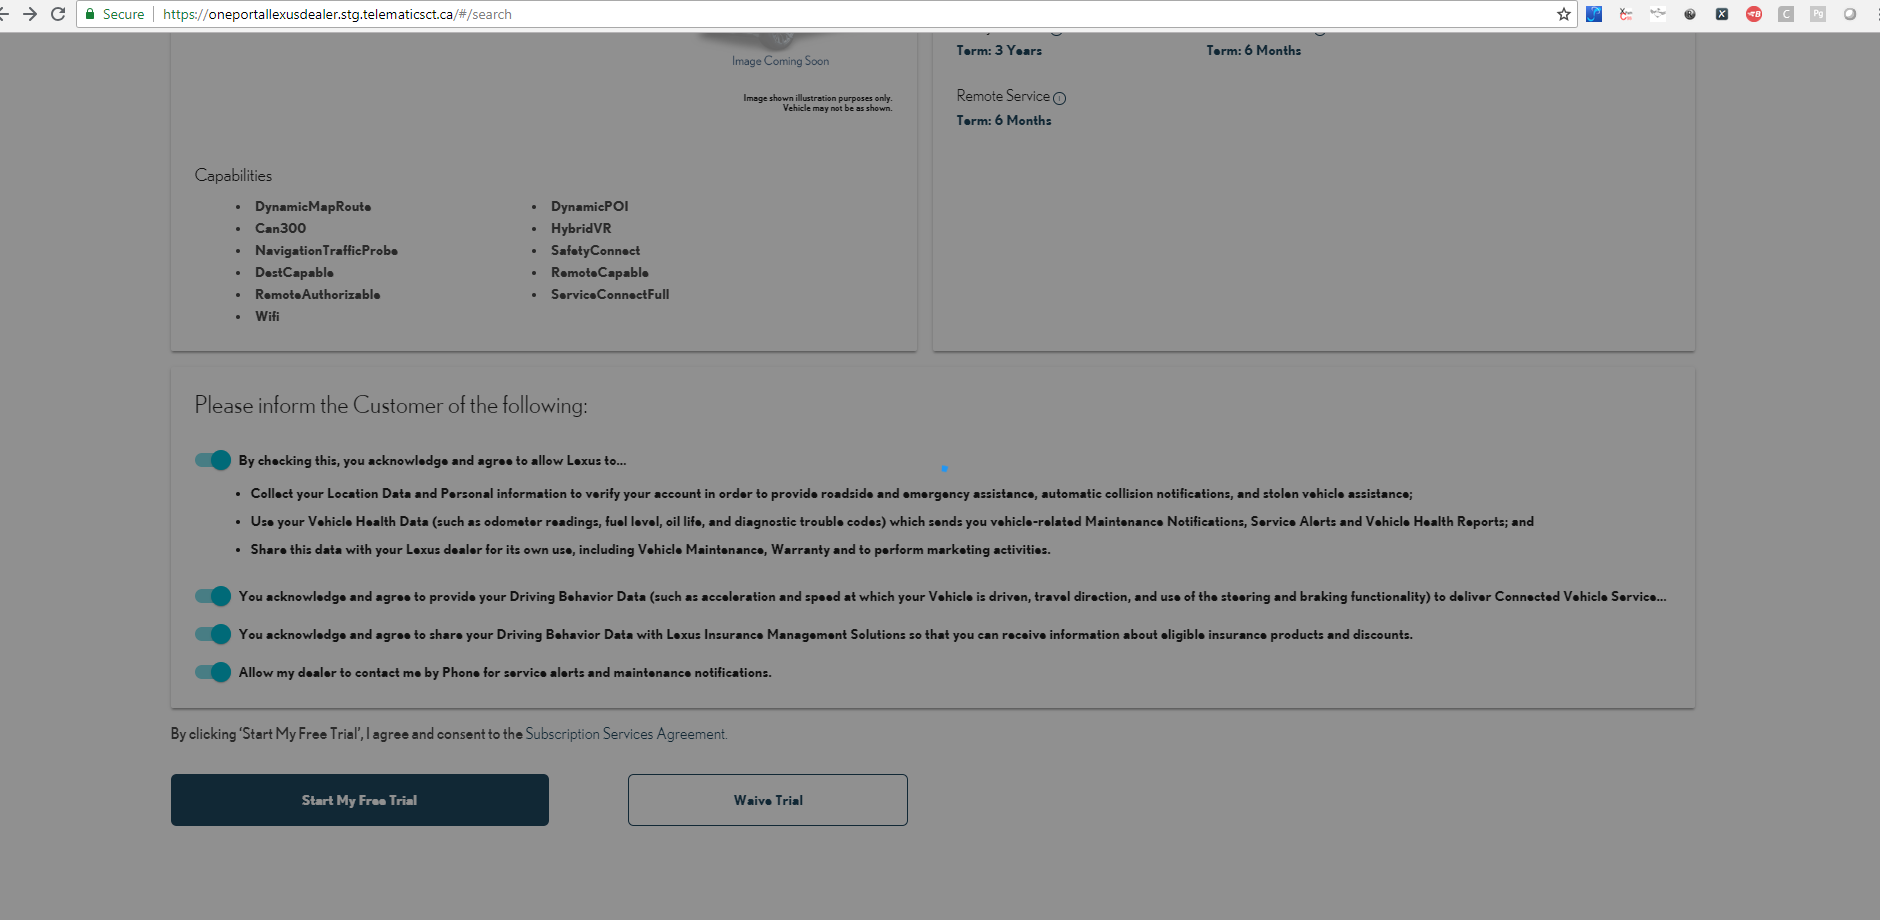 Secure https://oneportallexusdealer.stg.telematicsct.ca/#/search
Image Coming Soon
Image shown illustration purposes only.
Vehicle may not be as shown.
Term: 3 Years
Term: 6 Months
Remote Service
Term: 6 Months
Capabilities
DynamicMapRoute
Can300
NavigationTrafficProbe
DestCapable
RemoteAuthorizable
Wifi
DynamicPOI
HybridVR
SafetyConnect
RemoteCapable
ServiceConnectFull
Please inform the Customer of the following:
By checking this, you acknowledge and agree to allow Lexus to...
Collect your Location Data and Personal information to verify your account in order to provide roadside and emergency assistance, automatic collision notifications, and stolen vehicle assistance;
Use your Vehicle Health Data (such as odometer readings, fuel level, oil life, and diagnostic trouble codes) which sends you vehicle-related Maintenance Notifications, Service Alerts and Vehicle Health Reports; and
Share this data with your Lexus dealer for its own use, including Vehicle Maintenance, Warranty and to perform marketing activities.
You acknowledge and agree to provide your Driving Behavior Data (such as acceleration and speed at which your Vehicle is driven, travel direction, and use of the steering and braking functionality) to deliver Connected Vehicle Service...
You acknowledge and agree to share your Driving Behavior Data with Lexus Insurance Management Solutions so that you can receive information about eligible insurance products and discounts.
Allow my dealer to contact me by Phone for service alerts and maintenance notifications.
By clicking ‘Start My Free Trial’, I agree and consent to the Subscription Services Agreement.
Start My Free Trial
Waive Trial